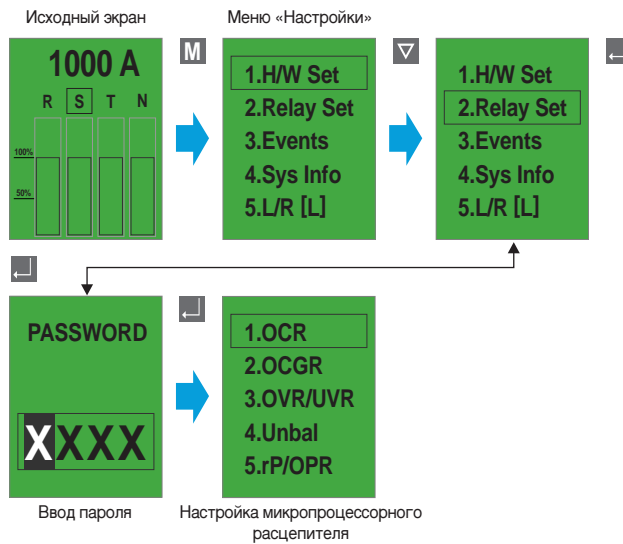 Исходный экран
Меню «Настройки»
1000 A
R S T N
100%
50%
M
1.H/W Set
2.Relay Set
3.Events
4.Sys Info
5.L/R [L]
1.H/W Set
2.Relay Set
3.Events
4.Sys Info
5.L/R [L]
PASSWORD
XXXX
Ввод пароля
1.OCR
2.OCGR
3.OVR/UVR
4.Unbal
5.rP/OPR
Настройка микропроцессорного
расцепителя